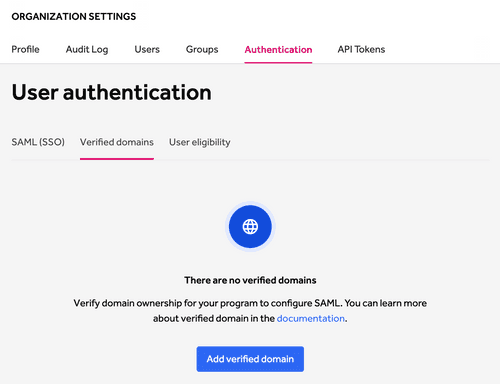 ORGANIZATION SETTINGS
Profile Audit Log Users Groups Authentication API Tokens
User authentication
SAML (SSO) Verified domains User eligibility
There are no verified domains
Verify domain ownership for your program to configure SAML. You can learn more
about verified domain in the documentation.
Add verified domain